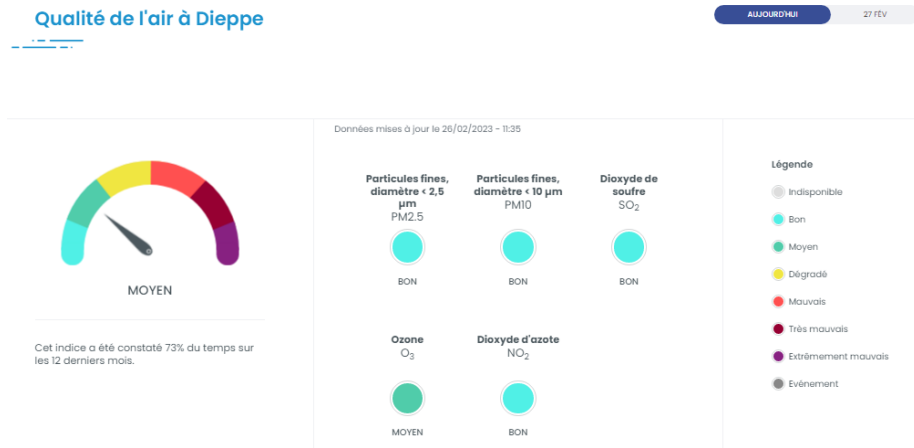 Qualité de l'air à Dieppe
AUJOURD'HUI
27 FÉV
Données mises à jour le 26/02/2023 - 11:35
MOYEN
Cet indice a été constaté 73% du temps sur
les 12 derniers mois.
Particules fines,
diamètre < 2,5
µm
PM2.5
BON
Particules fines,
diamètre < 10 µm
PM10
BON
Dioxyde de
soufre
SO2
BON
Ozone
O3
MOYEN
Dioxyde d'azote
NO2
BON
Légende
Indisponible
Bon
Moyen
Dégradé
Mauvais
Très mauvais
Extrêmement mauvais
Evènement